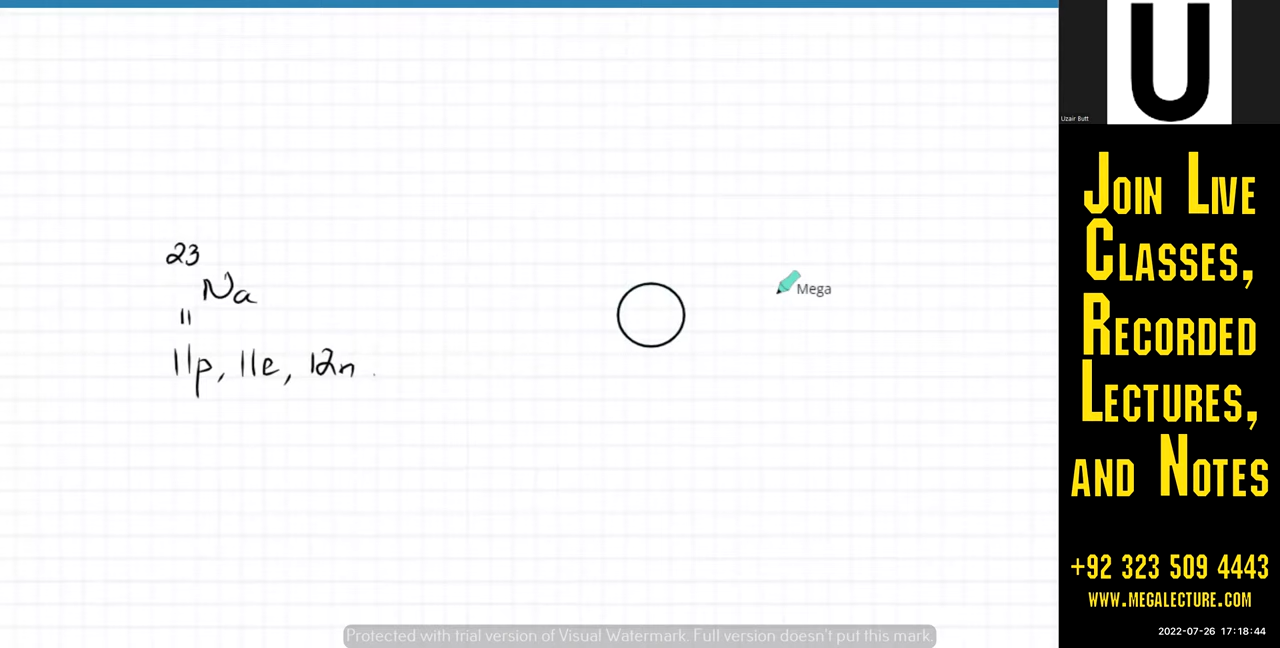 U
Uzair Butt
JOIN LIVE
CLASSES,
RECORDED
LECTURES,
AND NOTES
+92 323 509 4443
WWW.MEGALECTURE.COM
2022-07-26 17:18:44
23
Na
11
11p, 11e, 12n.
Mega
Protected with trial version of Visual Watermark. Full version doesn't put this mark.